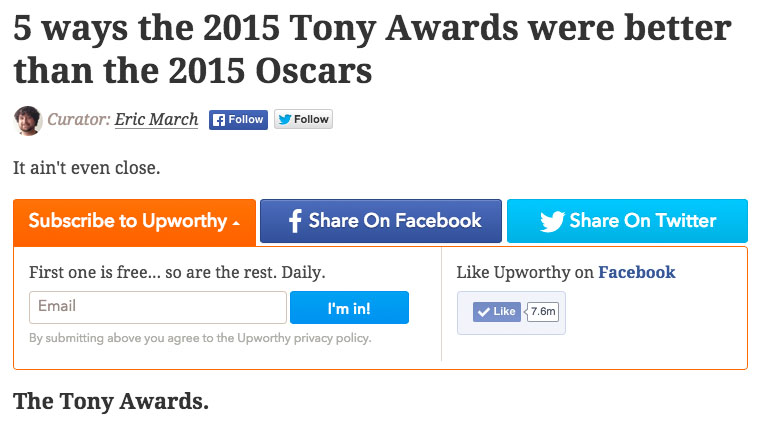 5 ways the 2015 Tony Awards were better
than the 2015 Oscars
Curator: Eric March Follow Follow
It ain't even close.
Subscribe to Upworthy Share On Facebook Share On Twitter
First one is free... so are the rest. Daily. Like Upworthy on Facebook
Email I'm in! Like 7.6m
By submitting above you agree to the Upworthy privacy policy.
The Tony Awards.